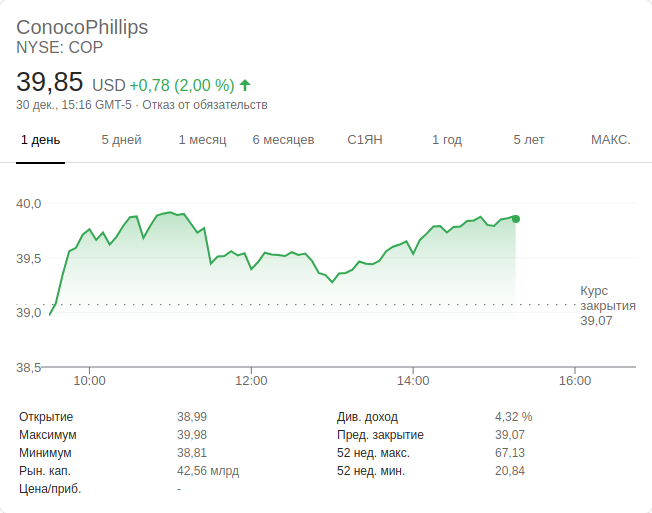 ConocoPhillips
NYSE: COP
39,85 USD +0,78 (2,00 %)
30 дек., 15:16 GMT-5 · Отказ от обязательств
1 день 5 дней 1 месяц 6 месяцев С1ЯН 1 год 5 лет МАКС.
40,0
39,5
39,0
38,5
Курс
закрытия
39,07
10:00 12:00 14:00 16:00
Открытие 38,99 Див. доход 4,32 %
Максимум 39,98 Пред. закрытие 39,07
Минимум 38,81 52 нед. макс. 67,13
Рын. кап. 42,56 млрд 52 нед. мин. 20,84
Цена/приб. -